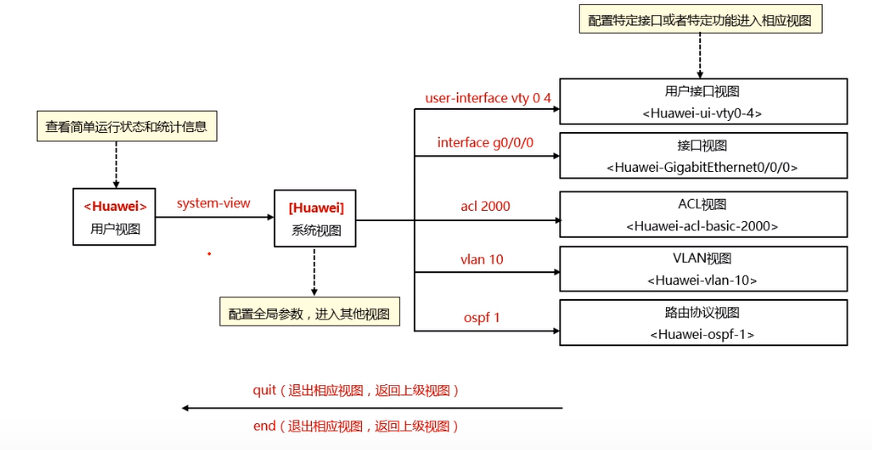 配置特定接口或者特定功能进入相应视图
user-interface vty 0 4
用户接口视图
<Huawei-ui-vty0-4>
查看简单运行状态和统计信息
interface g0/0/0
接口视图
<Huawei-GigabitEthernet0/0/0>
<Huawei>
用户视图
system-view
[Huawei]
系统视图
acl 2000
ACL视图
<Huawei-acl-basic-2000>
vlan 10
VLAN视图
<Huawei-vlan-10>
配置全局参数，进入其他视图
ospf 1
路由协议视图
<Huawei-ospf-1>
quit（退出相应视图，返回上级视图）
end（退出相应视图，返回上级视图）